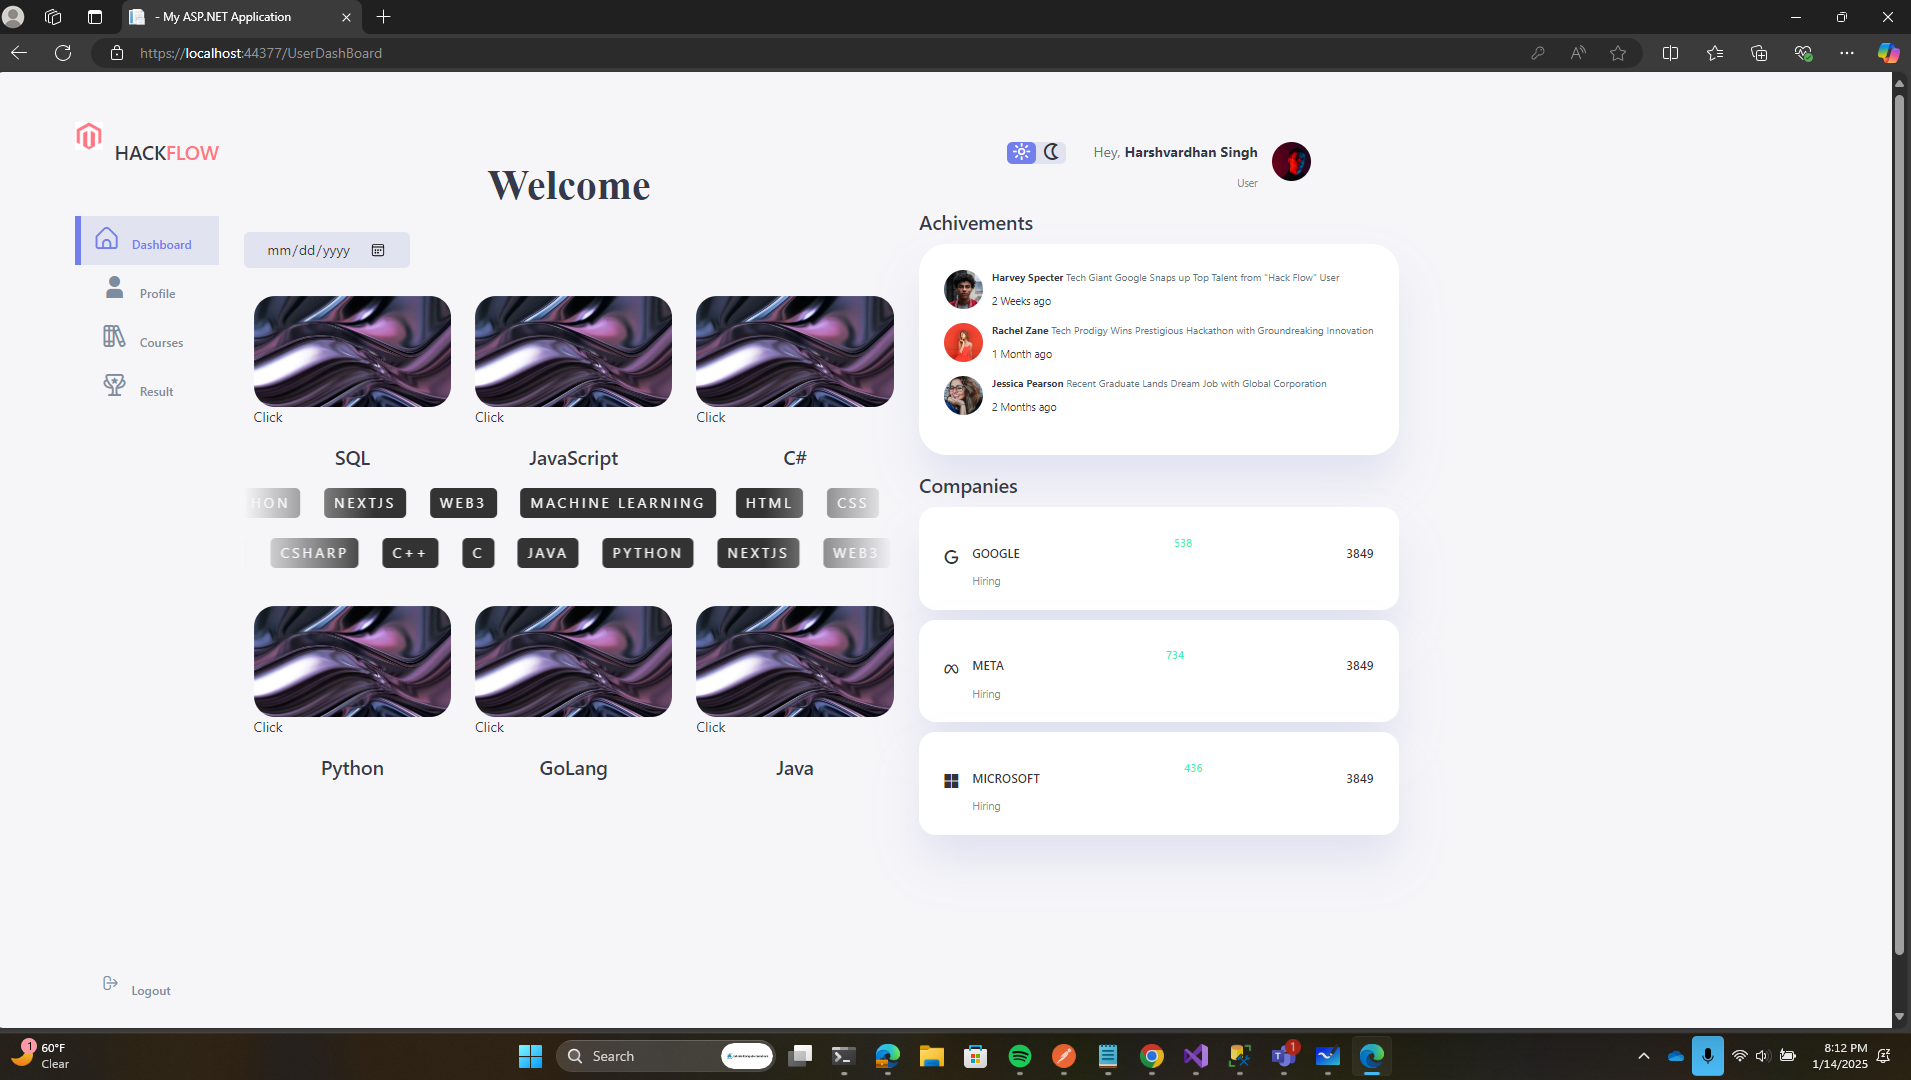 - My ASP.NET Application
https://localhost:44377/UserDashBoard
HACKFLOW
Welcome
Hey, Harshvardhan Singh
User
Dashboard
Profile
Courses
Result
Logout
mm/dd/yyyy
Click
Click
Click
SQL
JavaScript
C#
HON
NEXTJS
WEB3
MACHINE LEARNING
HTML
CSS
CSHARP
C++
C
JAVA
PYTHON
NEXTJS
WEB3
Click
Click
Click
Python
GoLang
Java
Achivements
Harvey Specter Tech Giant Google Snaps up Top Talent from "Hack Flow" User
2 Weeks ago
Rachel Zane Tech Prodigy Wins Prestigious Hackathon with Groundreaking Innovation
1 Month ago
Jessica Pearson Recent Graduate Lands Dream Job with Global Corporation
2 Months ago
Companies
GOOGLE
538
3849
Hiring
META
734
3849
Hiring
MICROSOFT
436
3849
Hiring
1
60°F
Clear
Search
1
8:12 PM
1/14/2025